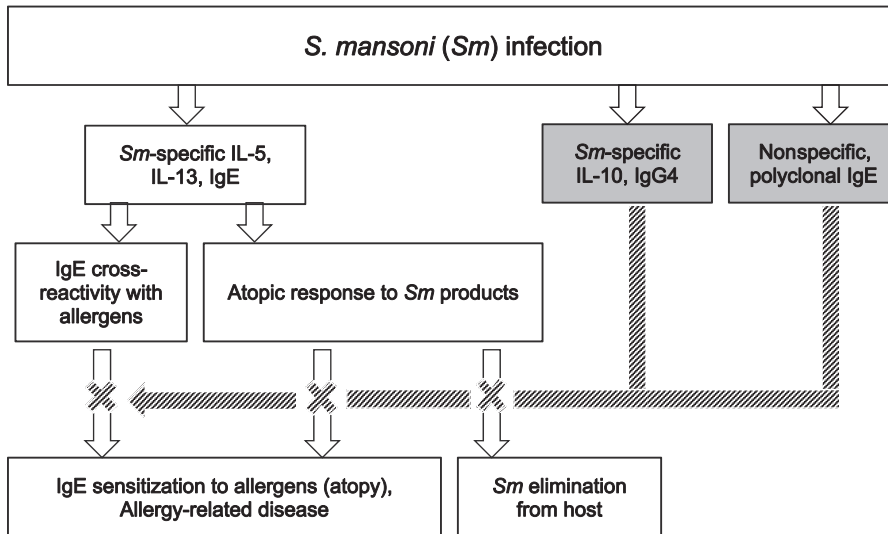 S. mansoni (Sm) infection
Sm-specific IL-5,
IL-13, IgE
Sm-specific
IL-10, IgG4
Nonspecific,
polyclonal IgE
IgE cross-
reactivity with
allergens
Atopic response to Sm products
IgE sensitization to allergens (atopy),
Allergy-related disease
Sm elimination
from host